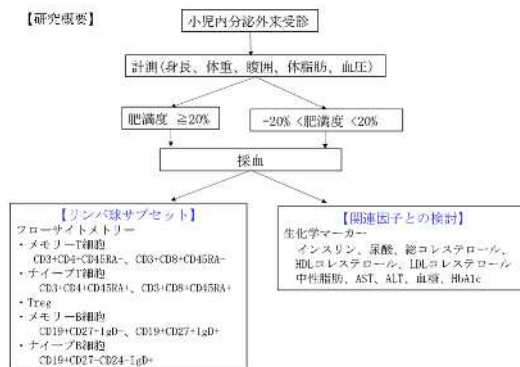 【研究概要】
小児内分泌外来受診
計測(身長、体重、腹囲、体脂肪、血圧)
肥満度 ≧20%
-20% <肥満度 <20%
採血
【リンパ球サブセット】
フローサイトメトリー
・メモリーT細胞
CD3+CD4+CD45RA-、CD3+CD8+CD45RA-
・ナイーブT細胞
CD3+CD4+CD45RA+、CD3+CD8+CD45RA+
・Treg
・メモリーB細胞
CD19+CD27+IgD-、CD19+CD27+IgD+
・ナイーブB細胞
CD19+CD27-CD24-IgD+
【関連因子との検討】
生化学マーカー
インスリン、尿酸、総コレステロール、
HDLコレステロール、LDLコレステロール
中性脂肪、AST、ALT、血糖、HbA1c